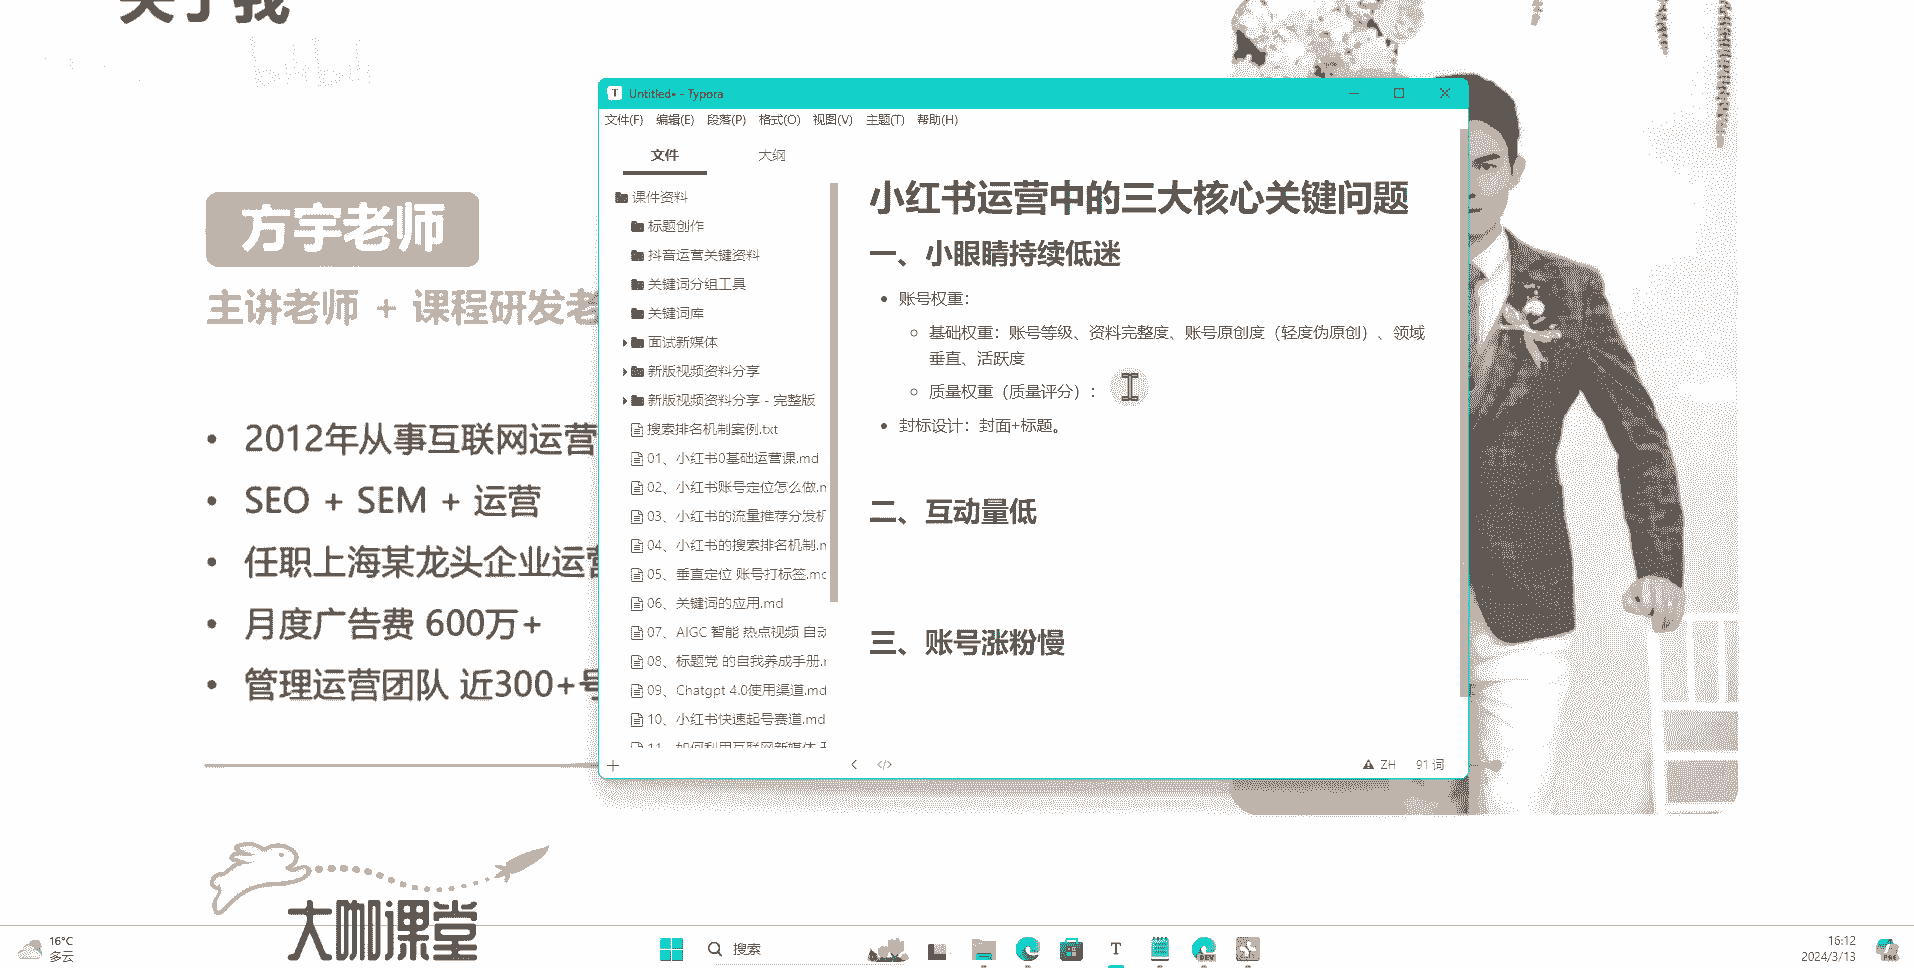 关于我
方宇老师
主讲老师 + 课程研发老
2012年从事互联网运营
SEO + SEM + 运营
任职上海某龙头企业运营
月度广告费 600万+
管理运营团队 近300+号
大咖课堂
Untitled• - Typora
文件(F) 编辑(E) 段落(P) 格式(O) 视图(V) 主题(T) 帮助(H)
文件 大纲
课件资料
标题创作
抖音运营关键资料
关键词分组工具
关键词库
面试新媒体
新版视频资料分享
新版视频资料分享 - 完整版
搜索排名机制案例.txt
01、小红书0基础运营课.md
02、小红书账号定位怎么做.m
03、小红书的流量推荐分发机
04、小红书的搜索排名机制.m
05、垂直定位 账号打标签.md
06、关键词的应用.md
07、AIGC 智能 热点视频 自动
08、标题党 的自我养成手册.m
09、Chatgpt 4.0使用渠道.md
10、小红书快速起号赛道.md
11、如何利用互联网新媒体
小红书运营中的三大核心关键问题
一、小眼睛持续低迷
账号权重：
基础权重：账号等级、资料完整度、账号原创度（轻度伪原创）、领域
垂直、活跃度
质量权重（质量评分）：
封标设计：封面+标题。
二、互动量低
三、账号涨粉慢
ZH 91 词
16°C
多云
搜索
T
DEV
16:12
2024/3/13
PRE